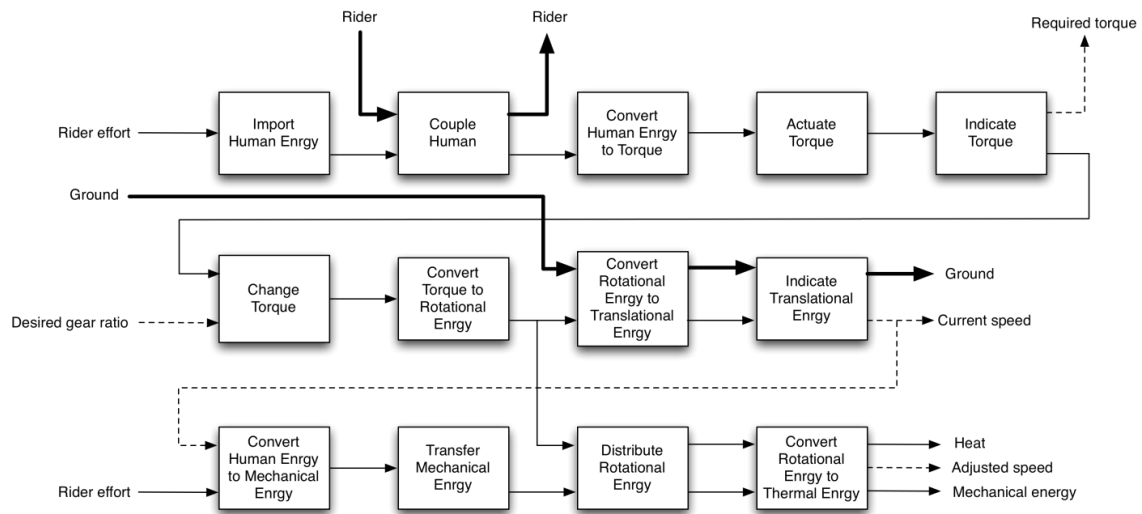 Rider
Rider
Required torque
Rider effort
Import
Human Enrgy
Couple
Human
Convert
Human Enrgy
to Torque
Actuate
Torque
Indicate
Torque
Ground
Change
Torque
Convert
Torque to
Rotational
Enrgy
Convert
Rotational
Enrgy to
Translational
Enrgy
Indicate
Translational
Enrgy
Ground
Desired gear ratio
Current speed
Convert
Human Enrgy
to Mechanical
Energy
Transfer
Mechanical
Enrgy
Distribute
Rotational
Enrgy
Convert
Rotational
Enrgy to
Thermal Enrgy
Heat
Adjusted speed
Rider effort
Mechanical energy